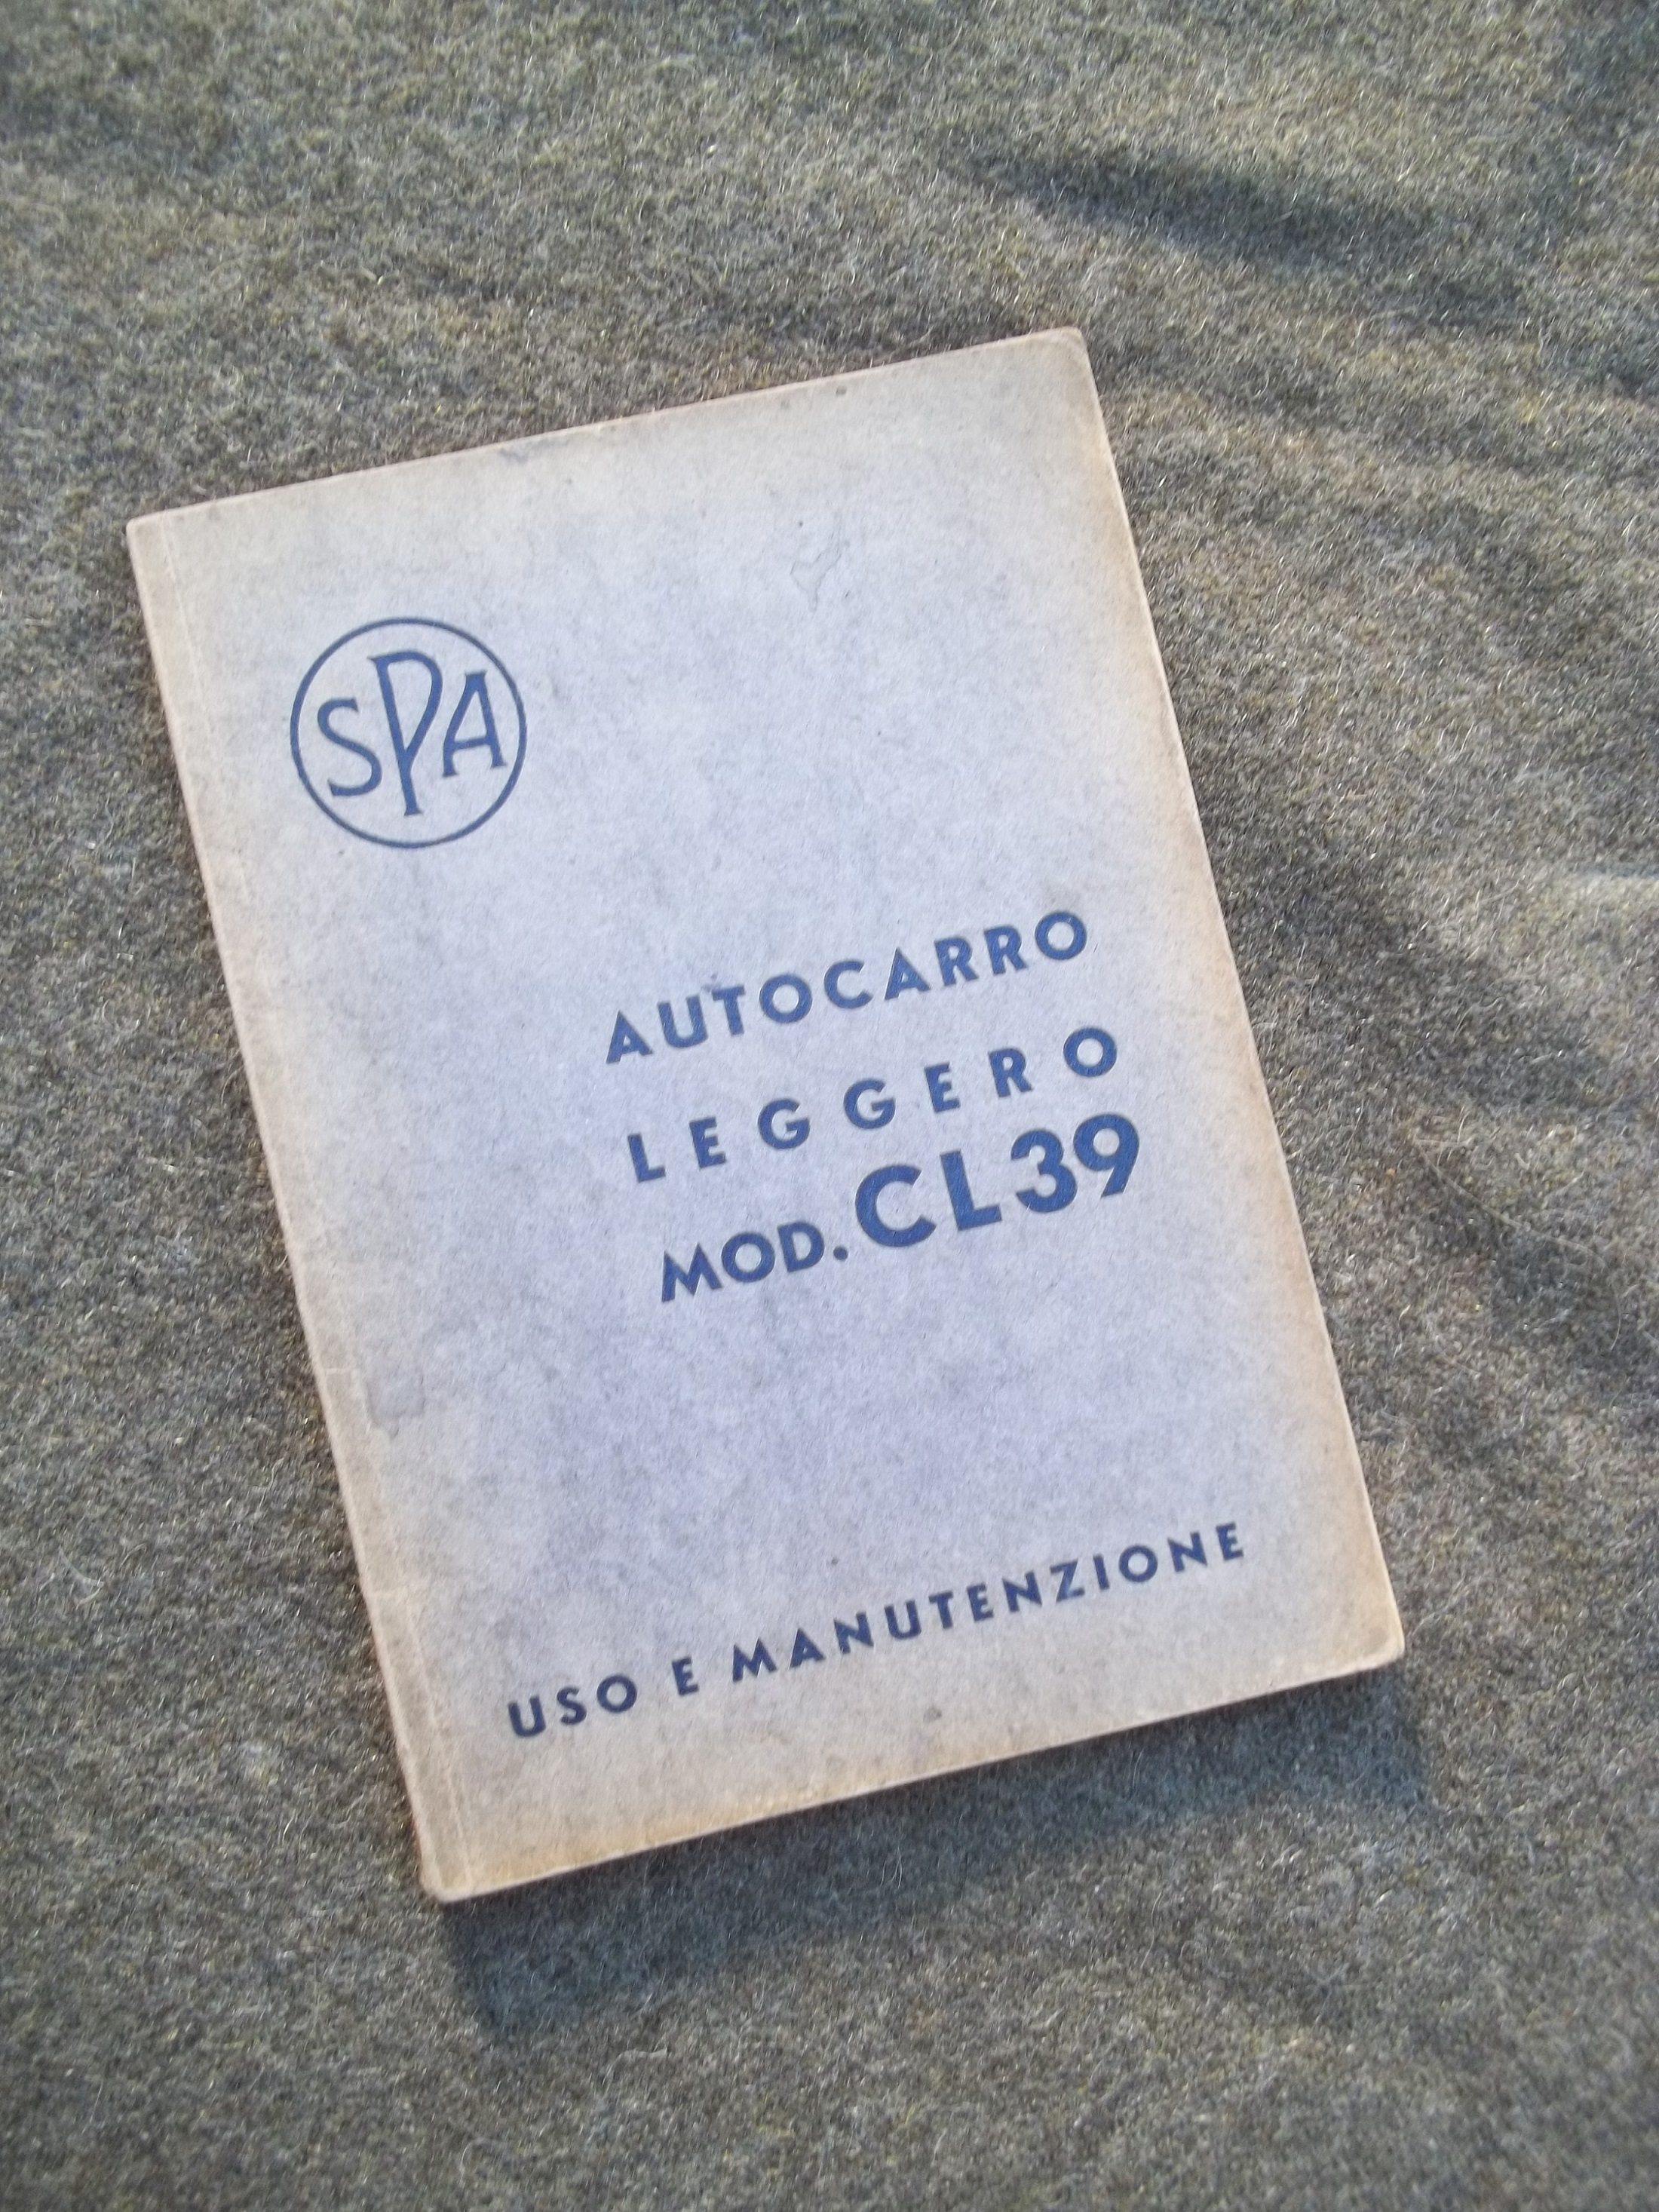 SPA
AUTOCARRO
LEGGERO
MOD. CL39
USO E MANUTENZIONE